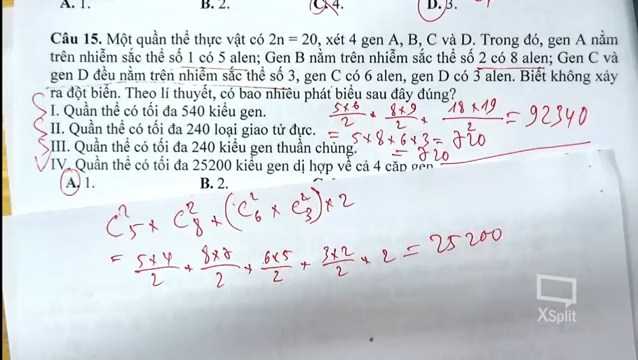 A. 1. B. 2. C. 4. D. 3.
Câu 15. Một quần thể thực vật có 2n = 20, xét 4 gen A, B, C và D. Trong đó, gen A nằm
trên nhiễm sắc thể số 1 có 5 alen; Gen B nằm trên nhiễm sắc thể số 2 có 8 alen; Gen C và
gen D đều nằm trên nhiễm sắc thể số 3, gen C có 6 alen, gen D có 3 alen. Biết không xảy
ra đột biến. Theo lí thuyết, có bao nhiêu phát biểu sau đây đúng?
I. Quần thể có tối đa 540 kiểu gen.
5×6/2 × 8×9/2 × 18×19/2 = 92340
II. Quần thể có tối đa 240 loại giao tử đực.
= 5×8×6×3 = 720
III. Quần thể có tối đa 240 kiểu gen thuần chủng.
= 720
IV. Quần thể có tối đa 25200 kiểu gen dị hợp về cả 4 cặp gen
A. 1. B. 2.
C²₅ × C²₈ × (C²₆ × C²₃) × 2
= 5×4/2 × 8×7/2 × 6×5/2 × 3×2/2 × 2 = 25200
XSplit